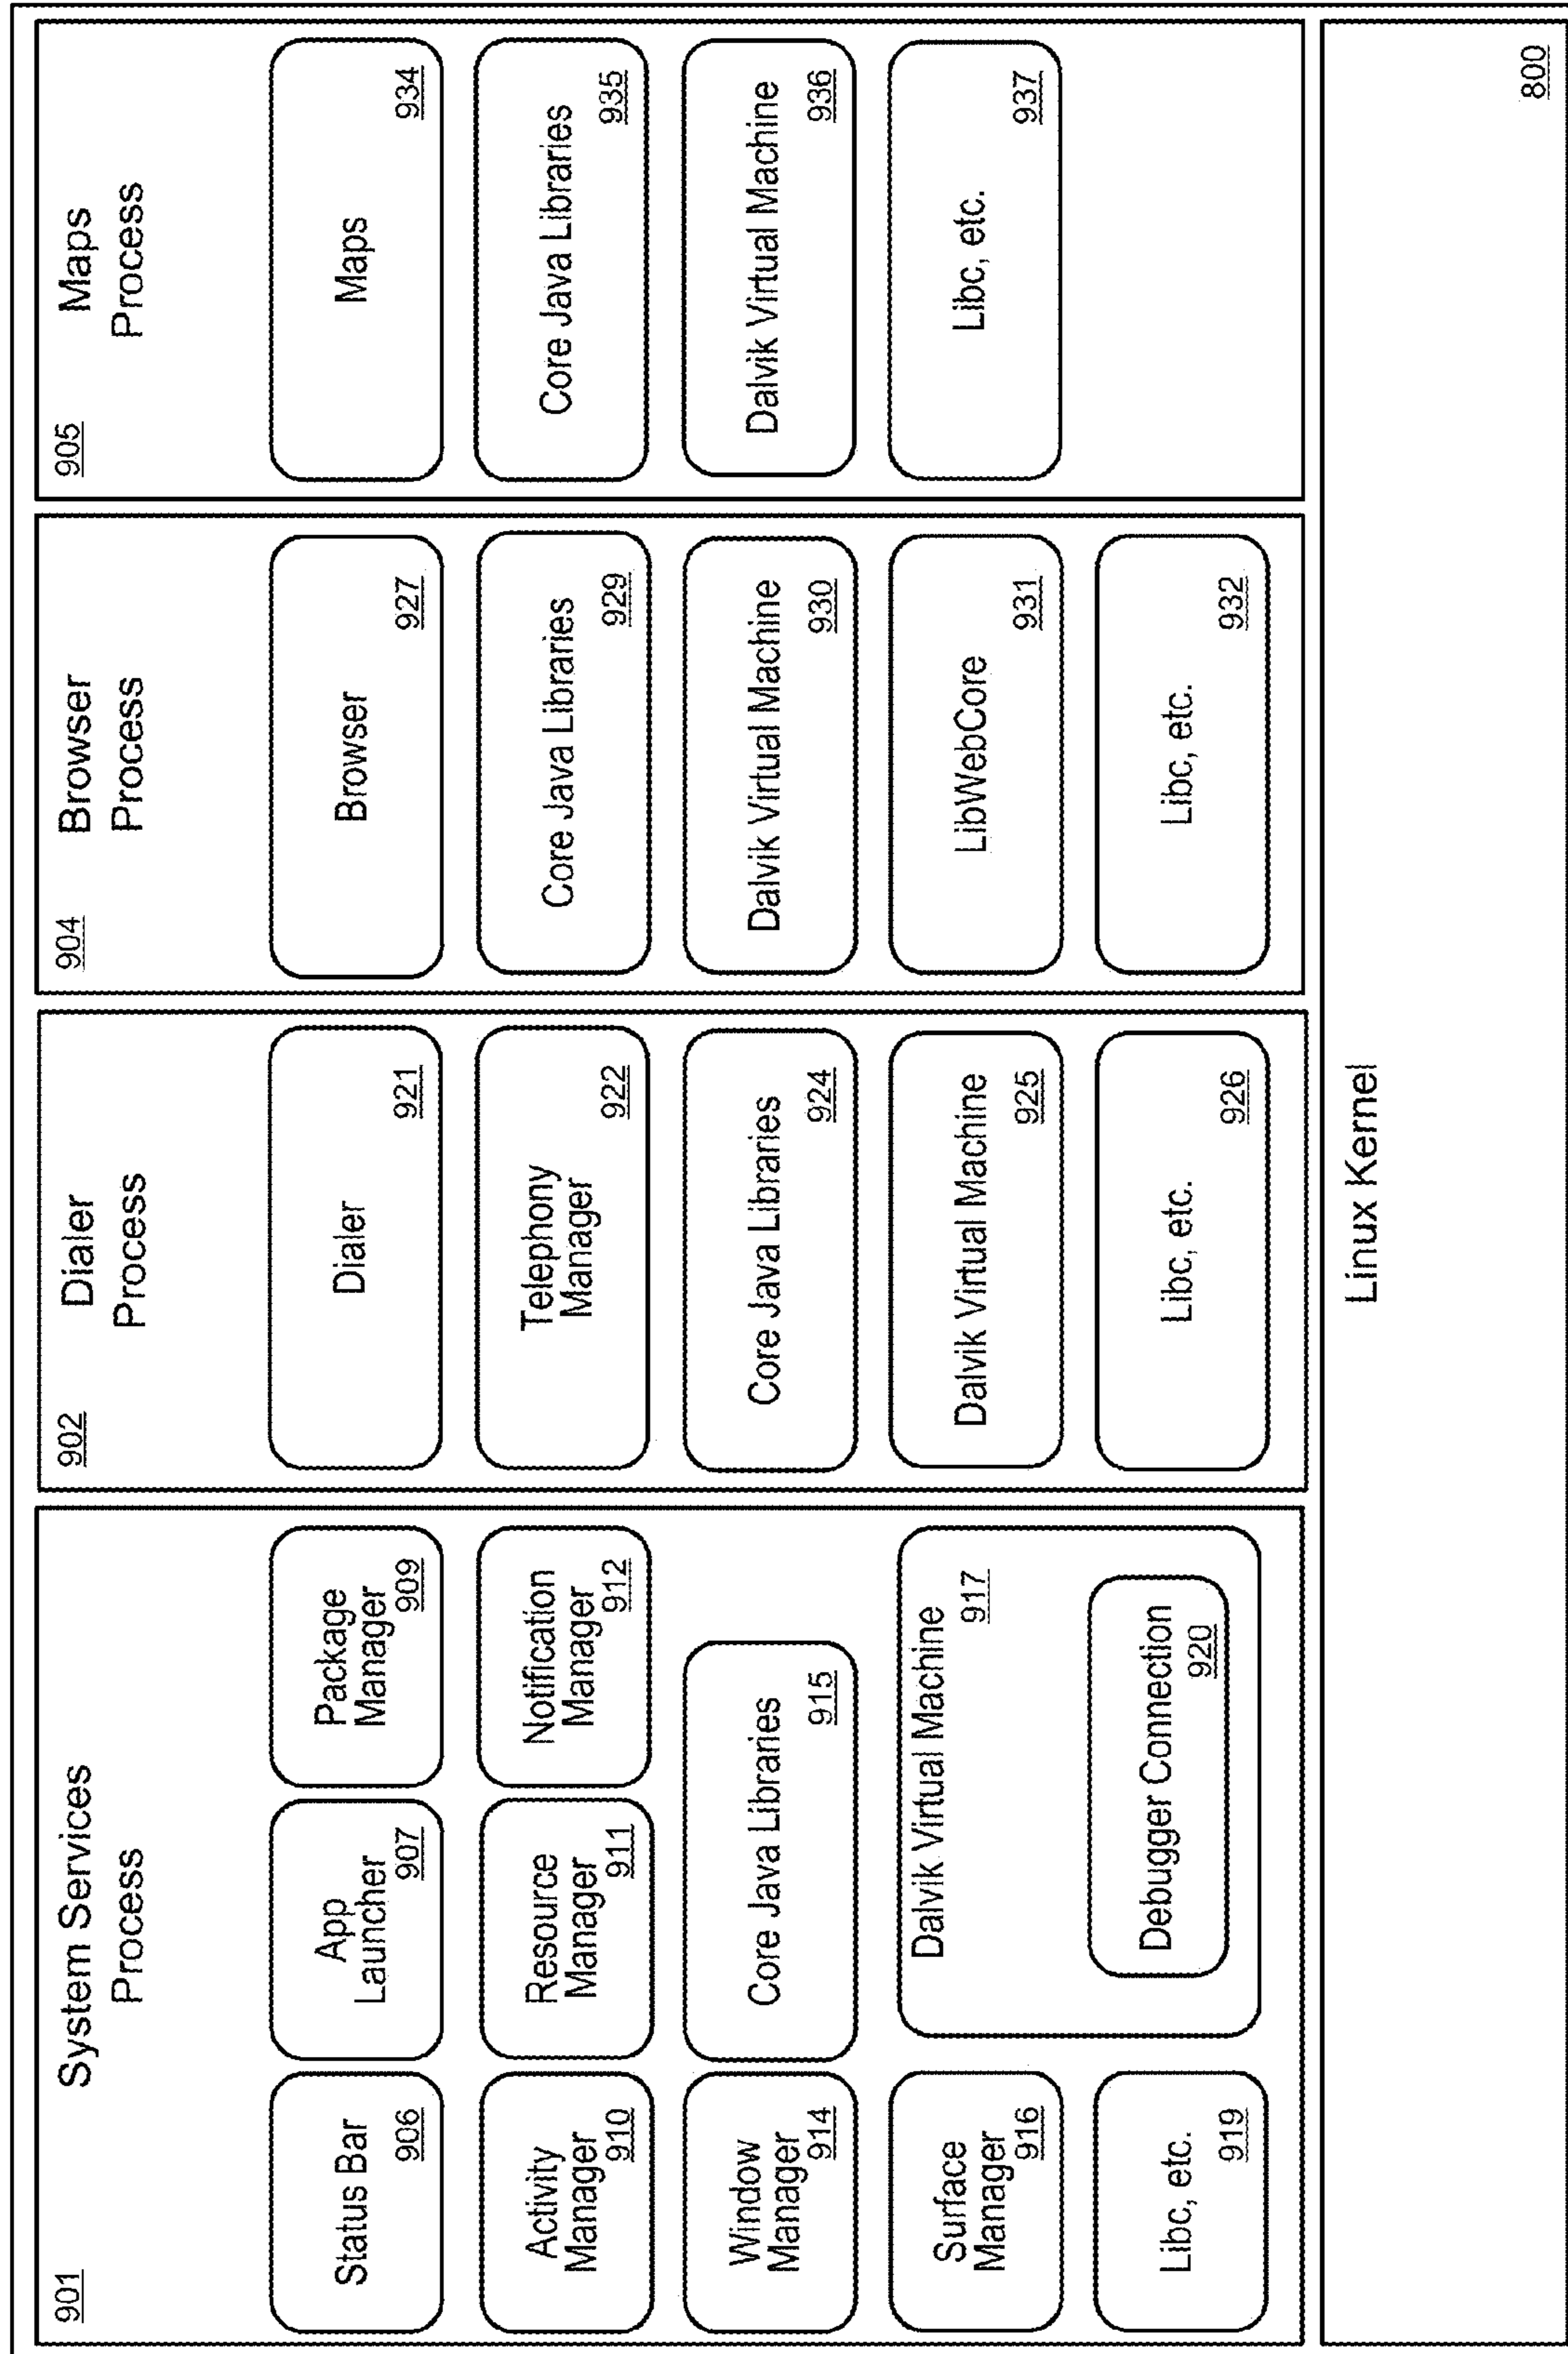 901
System Services
Process
Status Bar
906
App
Launcher
907
Package
Manager
909
Activity
Manager
910
Resource
Manager
911
Notification
Manager
912
Window
Manager
914
Core Java Libraries
915
Surface
Manager
916
Dalvik Virtual Machine
917
Debugger Connection
920
Libc, etc.
919
902
Dialer
Process
Dialer
921
Telephony
Manager
922
Core Java Libraries
924
Dalvik Virtual Machine
925
Libc, etc.
926
904
Browser
Process
Browser
927
Core Java Libraries
929
Dalvik Virtual Machine
930
LibWebCore
931
Libc, etc.
932
905
Maps
Process
Maps
934
Core Java Libraries
935
Dalvik Virtual Machine
936
Libc, etc.
937
Linux Kernel
800